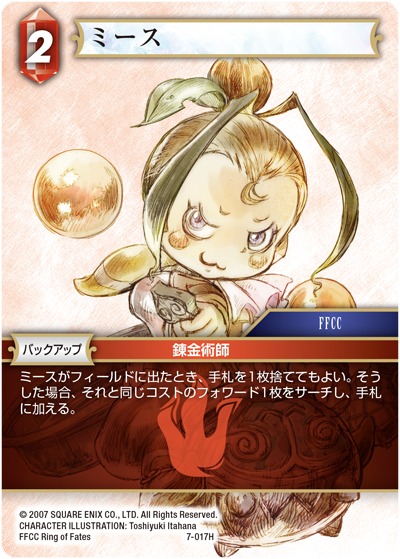 2
ミース
FFCC
バックアップ
錬金術師
ミースがフィールドに出たとき、手札を1枚捨ててもよい。そう
した場合、それと同じコストのフォワード1枚をサーチし、手札
に加える。
© 2007 SQUARE ENIX CO., LTD. All Rights Reserved.
CHARACTER ILLUSTRATION: Toshiyuki Itahana
FFCC Ring of Fates 7-017H